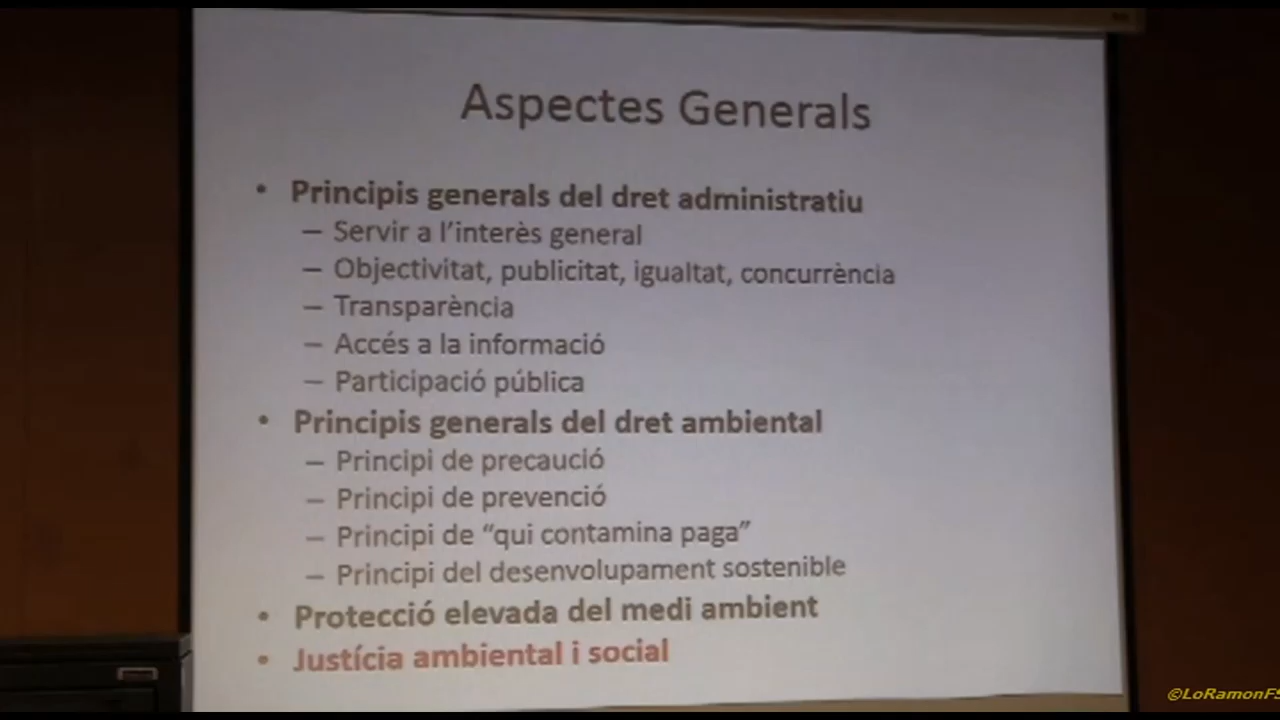 Aspectes Generals
• Principis generals del dret administratiu
– Servir a l'interès general
– Objectivitat, publicitat, igualtat, concurrència
– Transparència
– Accés a la informació
– Participació pública
• Principis generals del dret ambiental
– Principi de precaució
– Principi de prevenció
– Principi de “qui contamina paga”
– Principi del desenvolupament sostenible
• Protecció elevada del medi ambient
• Justícia ambiental i social
©LoRamonFS